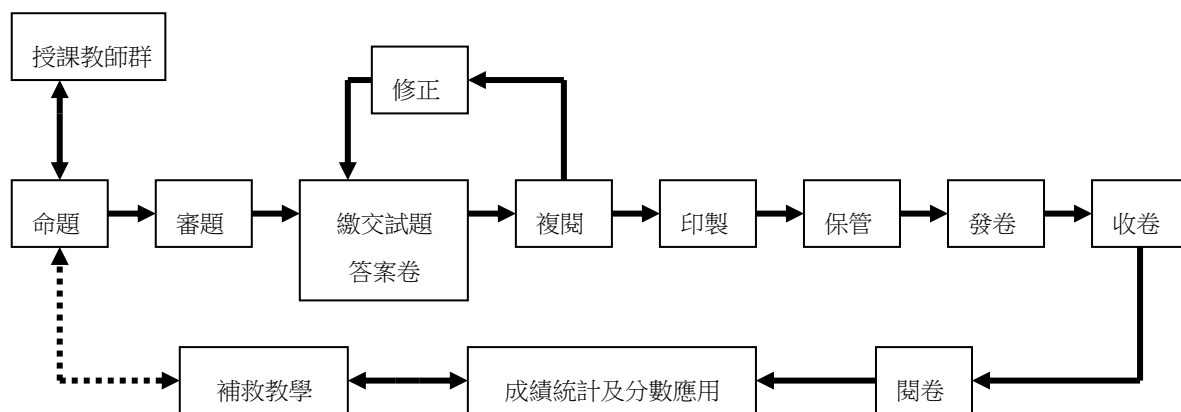 授課教師群
修正
命題
審題
繳交試題
答案卷
複閱
印製
保管
發卷
收卷
補救教學
成績統計及分數應用
閱卷